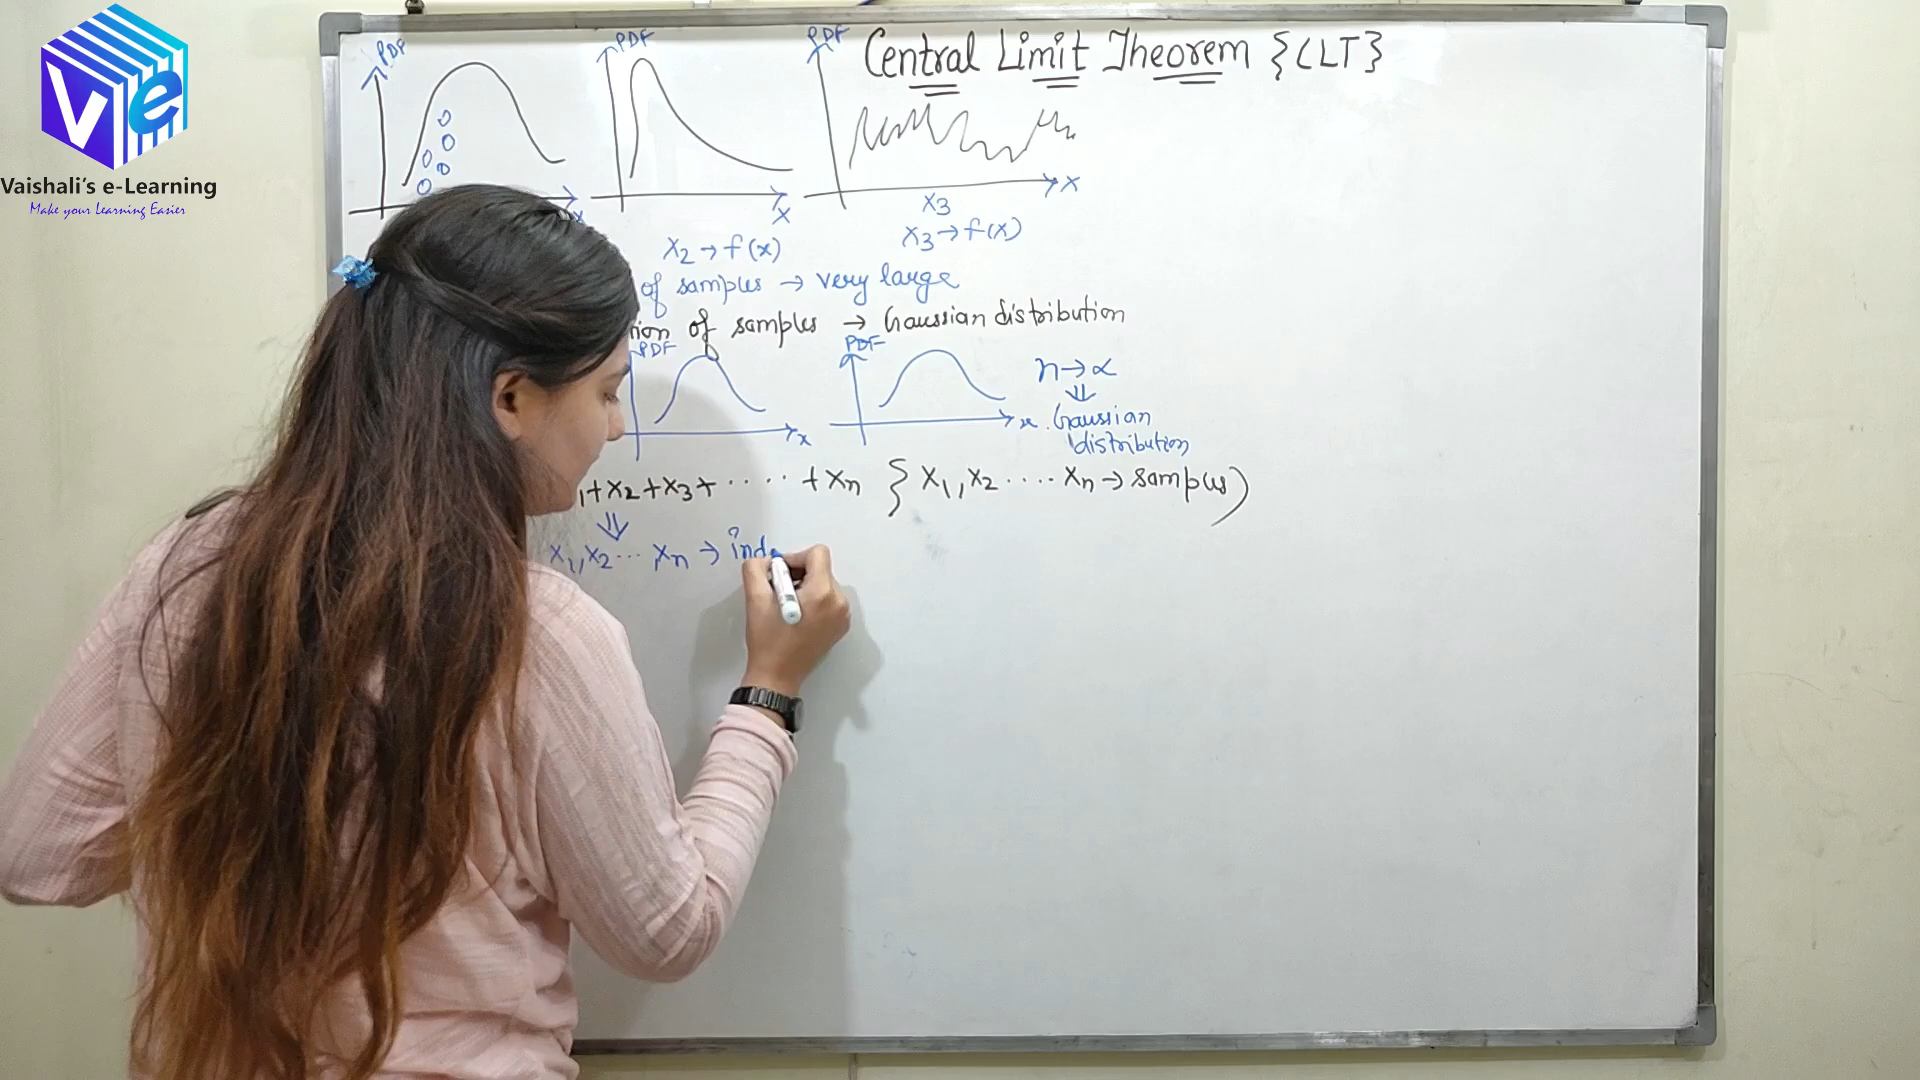 Ve
Vaishali's e-Learning
Make your Learning Easier
Central Limit Theorem {CLT}
PDF
PDF
PDF
X
X
X
X3
X2 → f(x)
X3 → f(x)
of samples → very large
of samples → Gaussian distribution
PDF
PDF
x
x
n → ∝
⇓
Gaussian
distribution
1+X2+X3+ ..... +Xn } X1, X2 .... Xn → samples)
⇓
X1, X2 ... Xn → inde